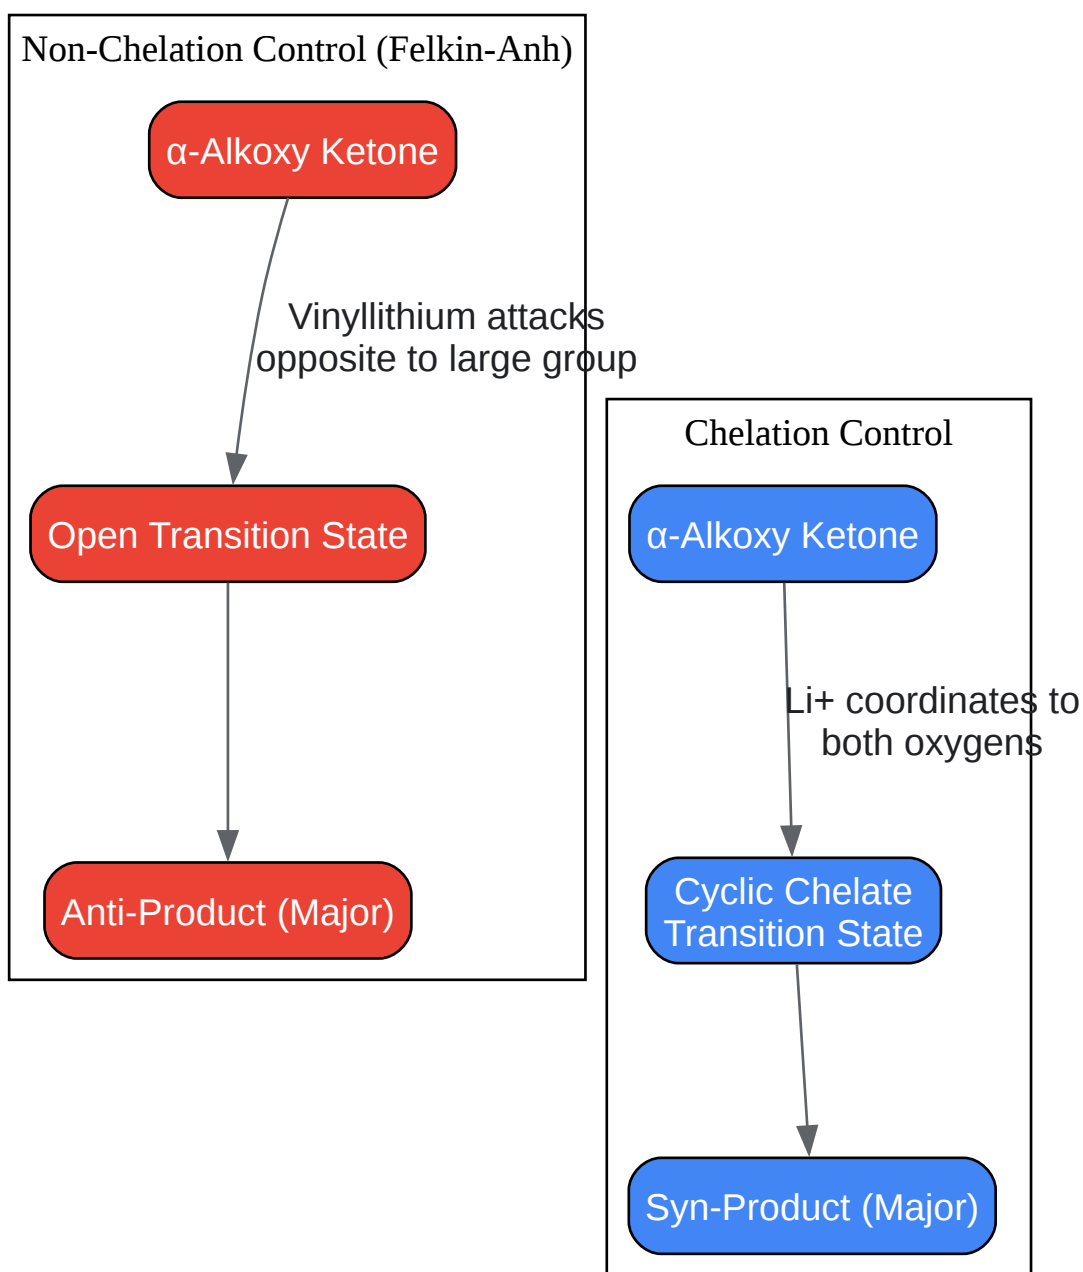 Non-Chelation Control (Felkin-Anh)
α-Alkoxy Ketone
Vinyllithium attacks
opposite to large group
Open Transition State
Anti-Product (Major)
Chelation Control
α-Alkoxy Ketone
Li+ coordinates to
both oxygens
Cyclic Chelate
Transition State
Syn-Product (Major)